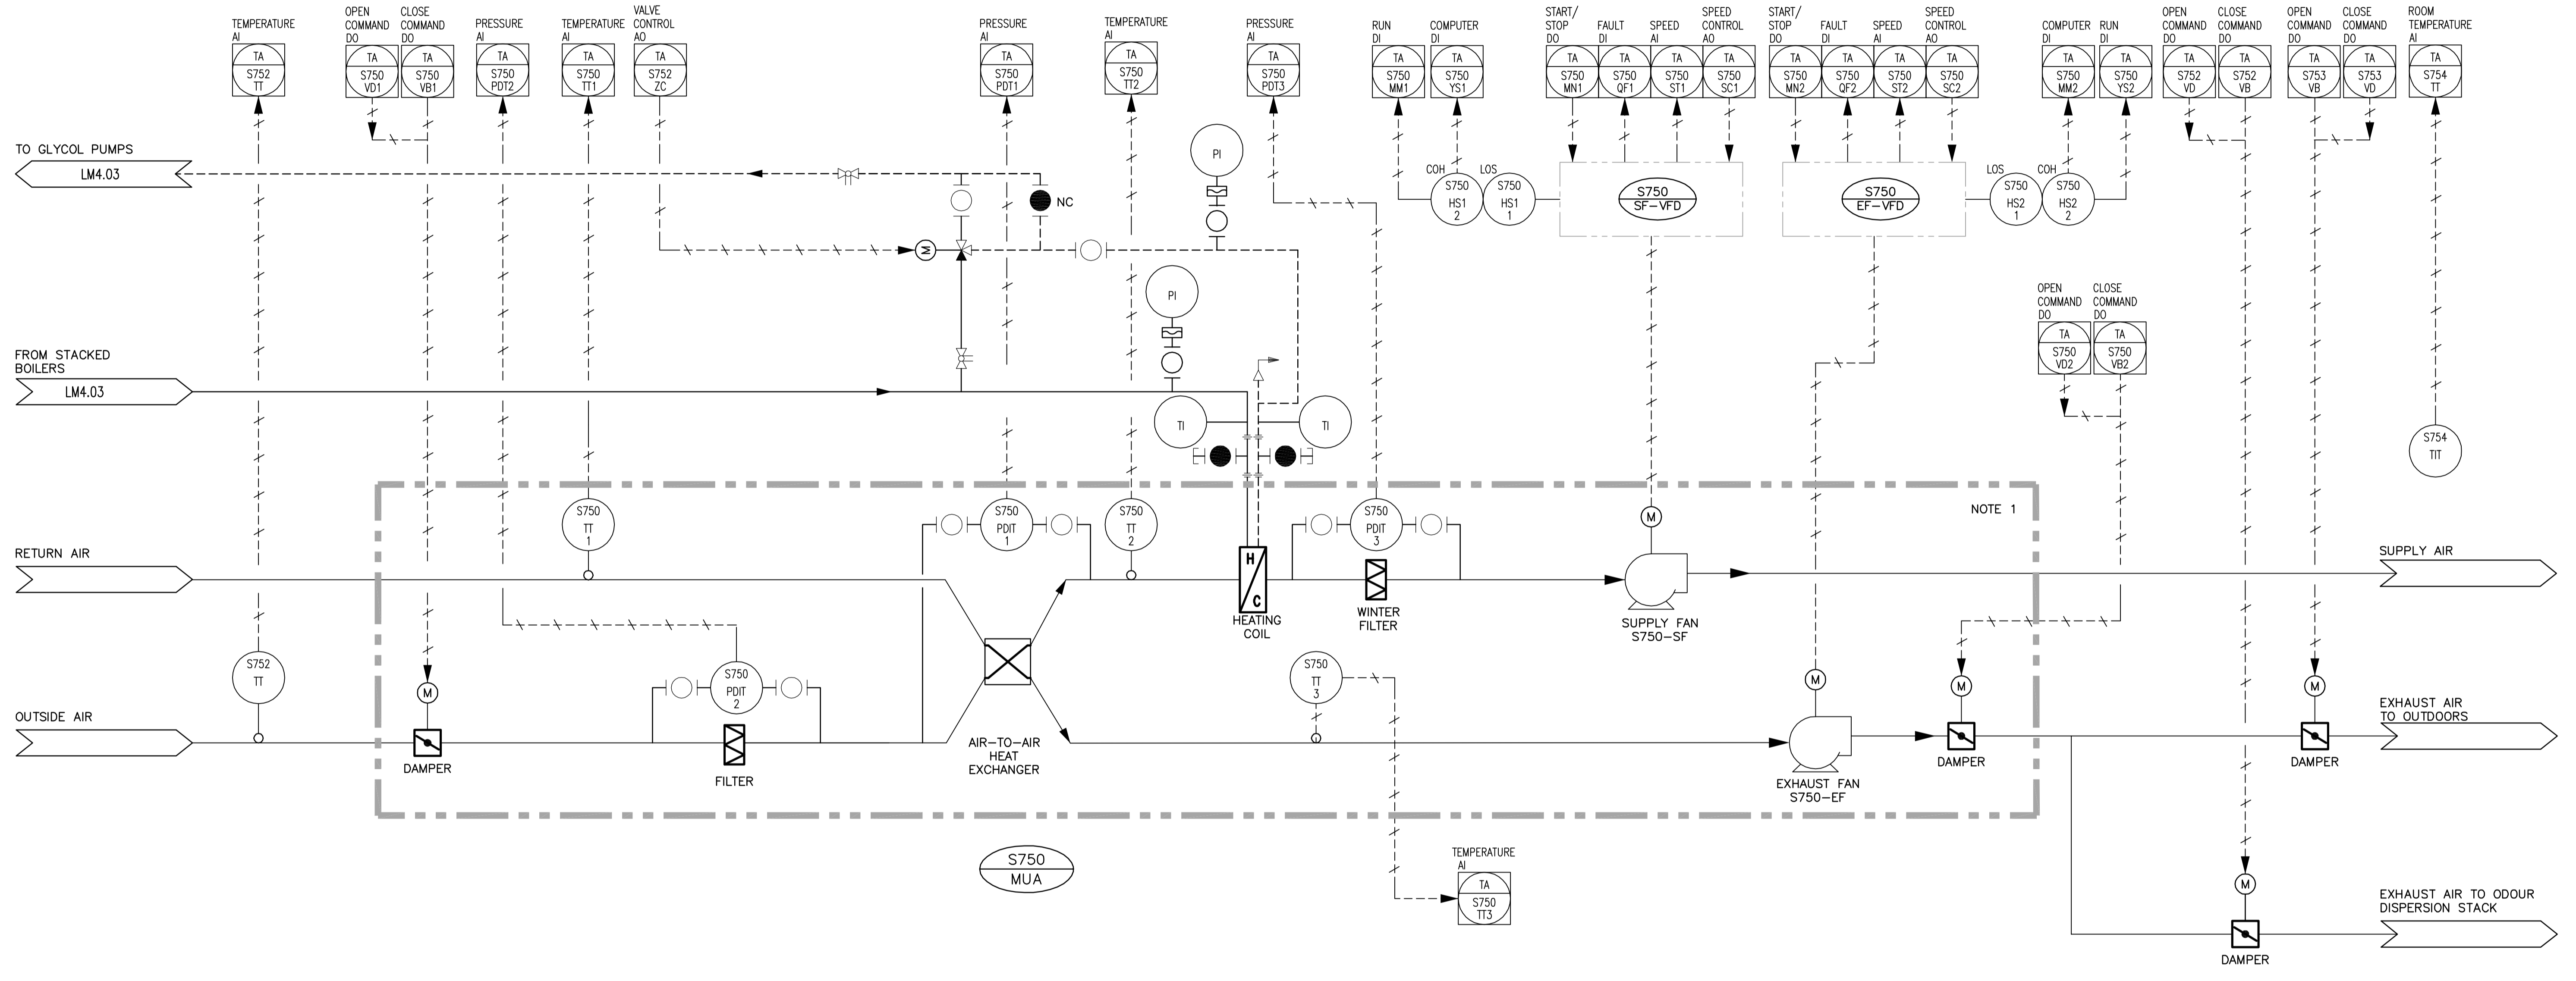 TEMPERATURE
AI
TA
S752
TT
OPEN
COMMAND
DO
TA
S750
VD1
CLOSE
COMMAND
DO
TA
S750
VB1
PRESSURE
AI
TA
S750
PDT2
TEMPERATURE
AI
TA
S750
TT1
VALVE
CONTROL
AO
TA
S752
ZC
PRESSURE
AI
TA
S750
PDT1
TEMPERATURE
AI
TA
S750
TT2
PRESSURE
AI
TA
S750
PDT3
RUN
DI
TA
S750
MM1
COMPUTER
DI
TA
S750
YS1
START/
STOP
DO
TA
S750
MN1
FAULT
DI
TA
S750
QF1
SPEED
AI
TA
S750
ST1
SPEED
CONTROL
AO
TA
S750
SC1
START/
STOP
DO
TA
S750
MN2
FAULT
DI
TA
S750
QF2
SPEED
AI
TA
S750
ST2
SPEED
CONTROL
AO
TA
S750
SC2
COMPUTER
DI
TA
S750
MM2
RUN
DI
TA
S750
YS2
OPEN
COMMAND
DO
TA
S752
VD
CLOSE
COMMAND
DO
TA
S752
VB
OPEN
COMMAND
DO
TA
S753
VB
CLOSE
COMMAND
DO
TA
S753
VD
ROOM
TEMPERATURE
AI
TA
S754
TT
TO GLYCOL PUMPS
LM4.03
NC
M
PI
PI
COH
S750
HS1
2
LOS
S750
HS1
1
S750
SF-VFD
S750
EF-VFD
LOS
S750
HS2
1
COH
S750
HS2
2
OPEN
COMMAND
DO
TA
S750
VD2
CLOSE
COMMAND
DO
TA
S750
VB2
FROM STACKED
BOILERS
LM4.03
TI
TI
S754
TIT
S750
TT
1
S750
PDIT
1
S750
TT
2
S750
PDIT
3
M
NOTE 1
RETURN AIR
H
C
HEATING
COIL
WINTER
FILTER
SUPPLY FAN
S750-SF
SUPPLY AIR
S752
TT
M
S750
PDIT
2
S750
TT
3
M
M
M
OUTSIDE AIR
DAMPER
FILTER
AIR-TO-AIR
HEAT
EXCHANGER
EXHAUST FAN
S750-EF
DAMPER
DAMPER
EXHAUST AIR
TO OUTDOORS
S750
MUA
TEMPERATURE
AI
TA
S750
TT3
M
DAMPER
EXHAUST AIR TO ODOUR
DISPERSION STACK